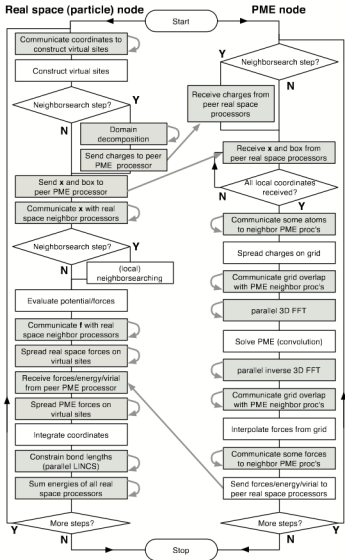 Real space (particle) node
PME node
Start
Communicate coordinates to
construct virtual sites
Construct virtual sites
Neighborsearch step?
Y
N
Domain
decomposition
Send charges to peer
PME processor
Send x and box to
peer PME processor
Communicate x with real
space neighbor processors
Neighborsearch step?
Y
N
(local)
neighborsearching
Evaluate potential/forces
Communicate f with real
space neighbor processors
Spread real space forces on
virtual sites
Receive forces/energy/virial
from peer PME processor
Spread PME forces on
virtual sites
Integrate coordinates
Constrain bond lengths
(parallel LINCS)
Sum energies of all real
space processors
More steps?
Y
N
Y
Neighborsearch step?
N
Receive charges from
peer real space
processors
Receive x and box from
peer real space processors
All local coordinates
received?
N
Y
Communicate some atoms
to neighbor PME proc's
Spread charges on grid
Communicate grid overlap
with PME neighbor proc's
parallel 3D FFT
Solve PME (convolution)
parallel inverse 3D FFT
Communicate grid overlap
with PME neighbor proc's
Interpolate forces from grid
Communicate some forces
to neighbor PME proc's
Send forces/energy/virial to
peer real space processors
More steps?
N
Y
Stop